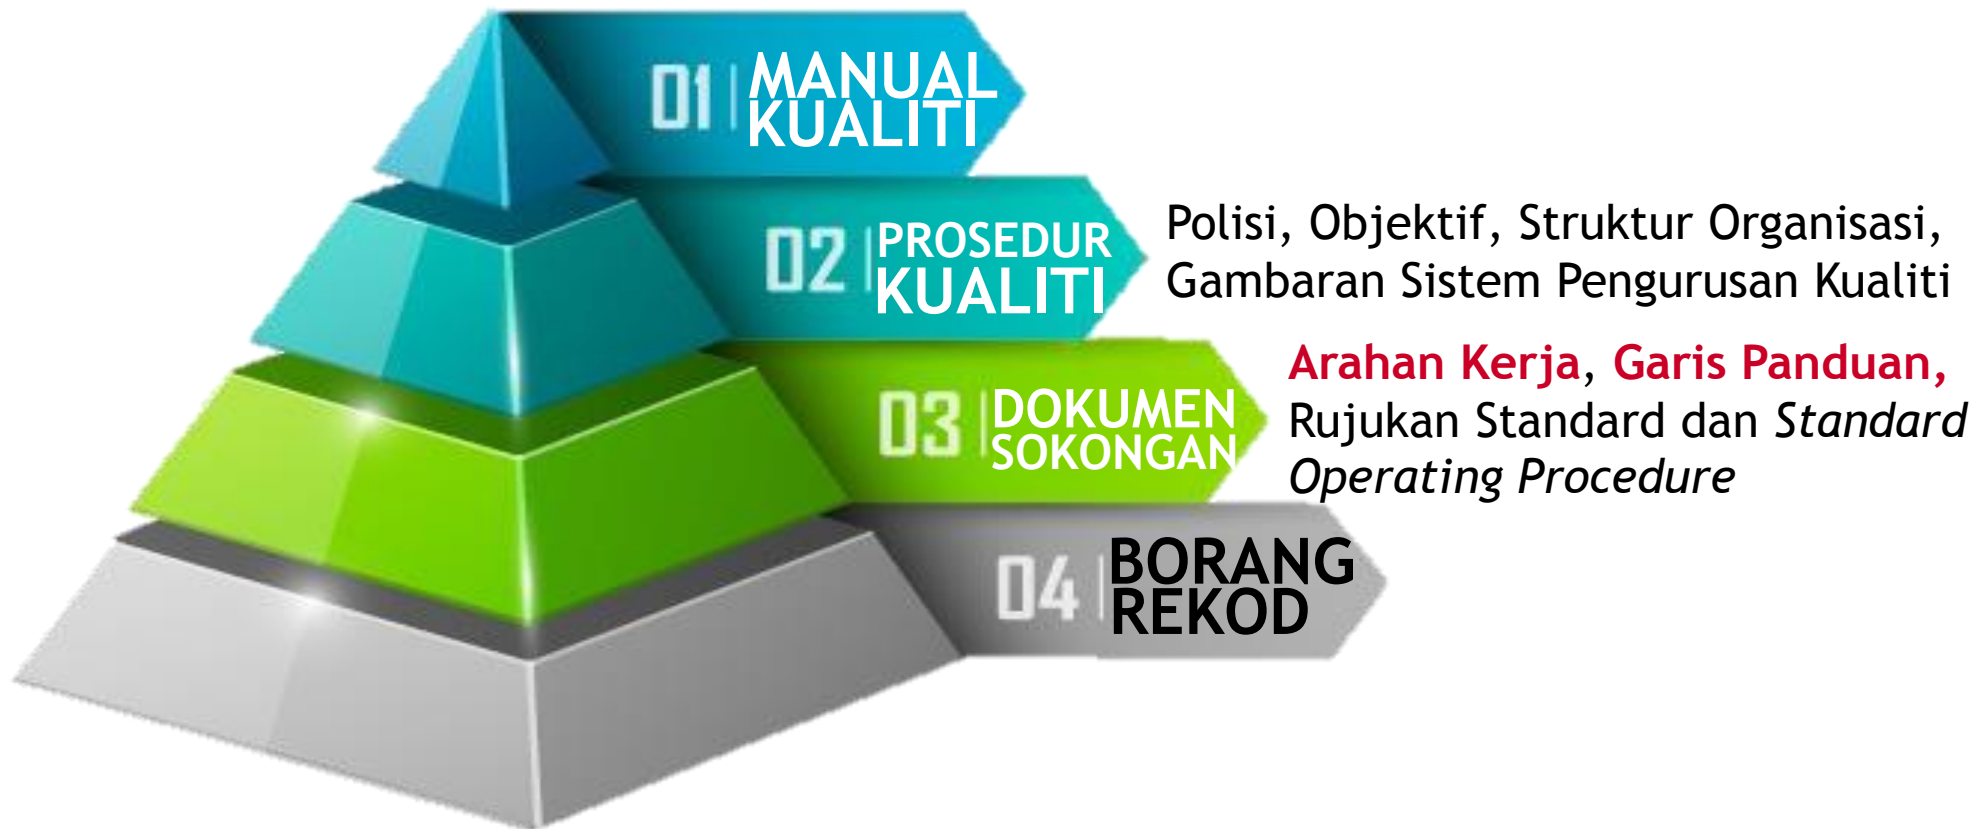 01 MANUAL
KUALITI
02 PROSEDUR
KUALITI
Polisi, Objektif, Struktur Organisasi,
Gambaran Sistem Pengurusan Kualiti
03 DOKUMEN
SOKONGAN
Arahan Kerja, Garis Panduan,
Rujukan Standard dan Standard
Operating Procedure
04 BORANG
REKOD